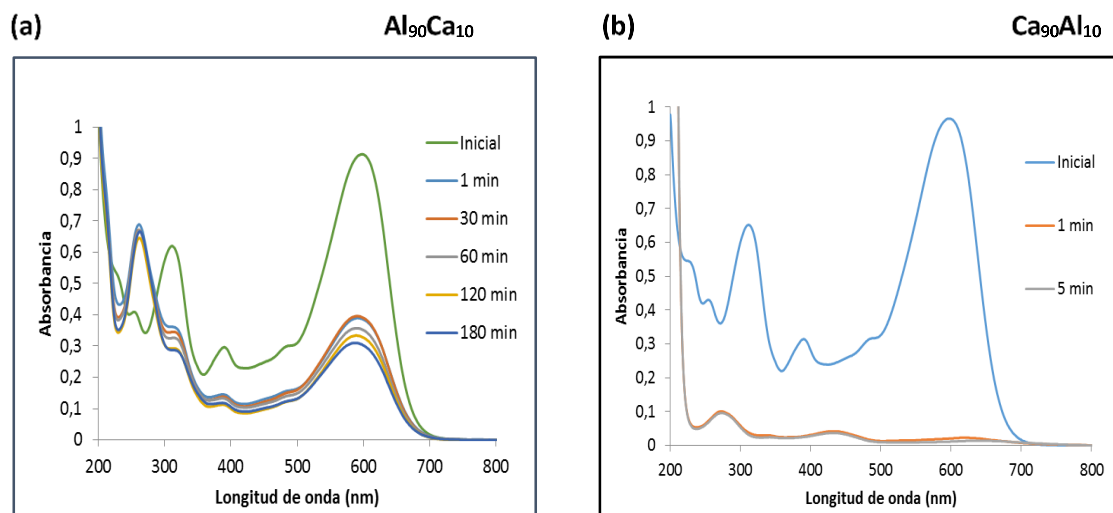 (a) Al₉₀Ca₁₀
Absorbancia
1
0,9
0,8
0,7
0,6
0,5
0,4
0,3
0,2
0,1
0
200 300 400 500 600 700 800
Longitud de onda (nm)
Inicial
1 min
30 min
60 min
120 min
180 min
(b) Ca₉₀Al₁₀
Absorbancia
1
0,9
0,8
0,7
0,6
0,5
0,4
0,3
0,2
0,1
0
200 300 400 500 600 700 800
Longitud de onda (nm)
Inicial
1 min
5 min